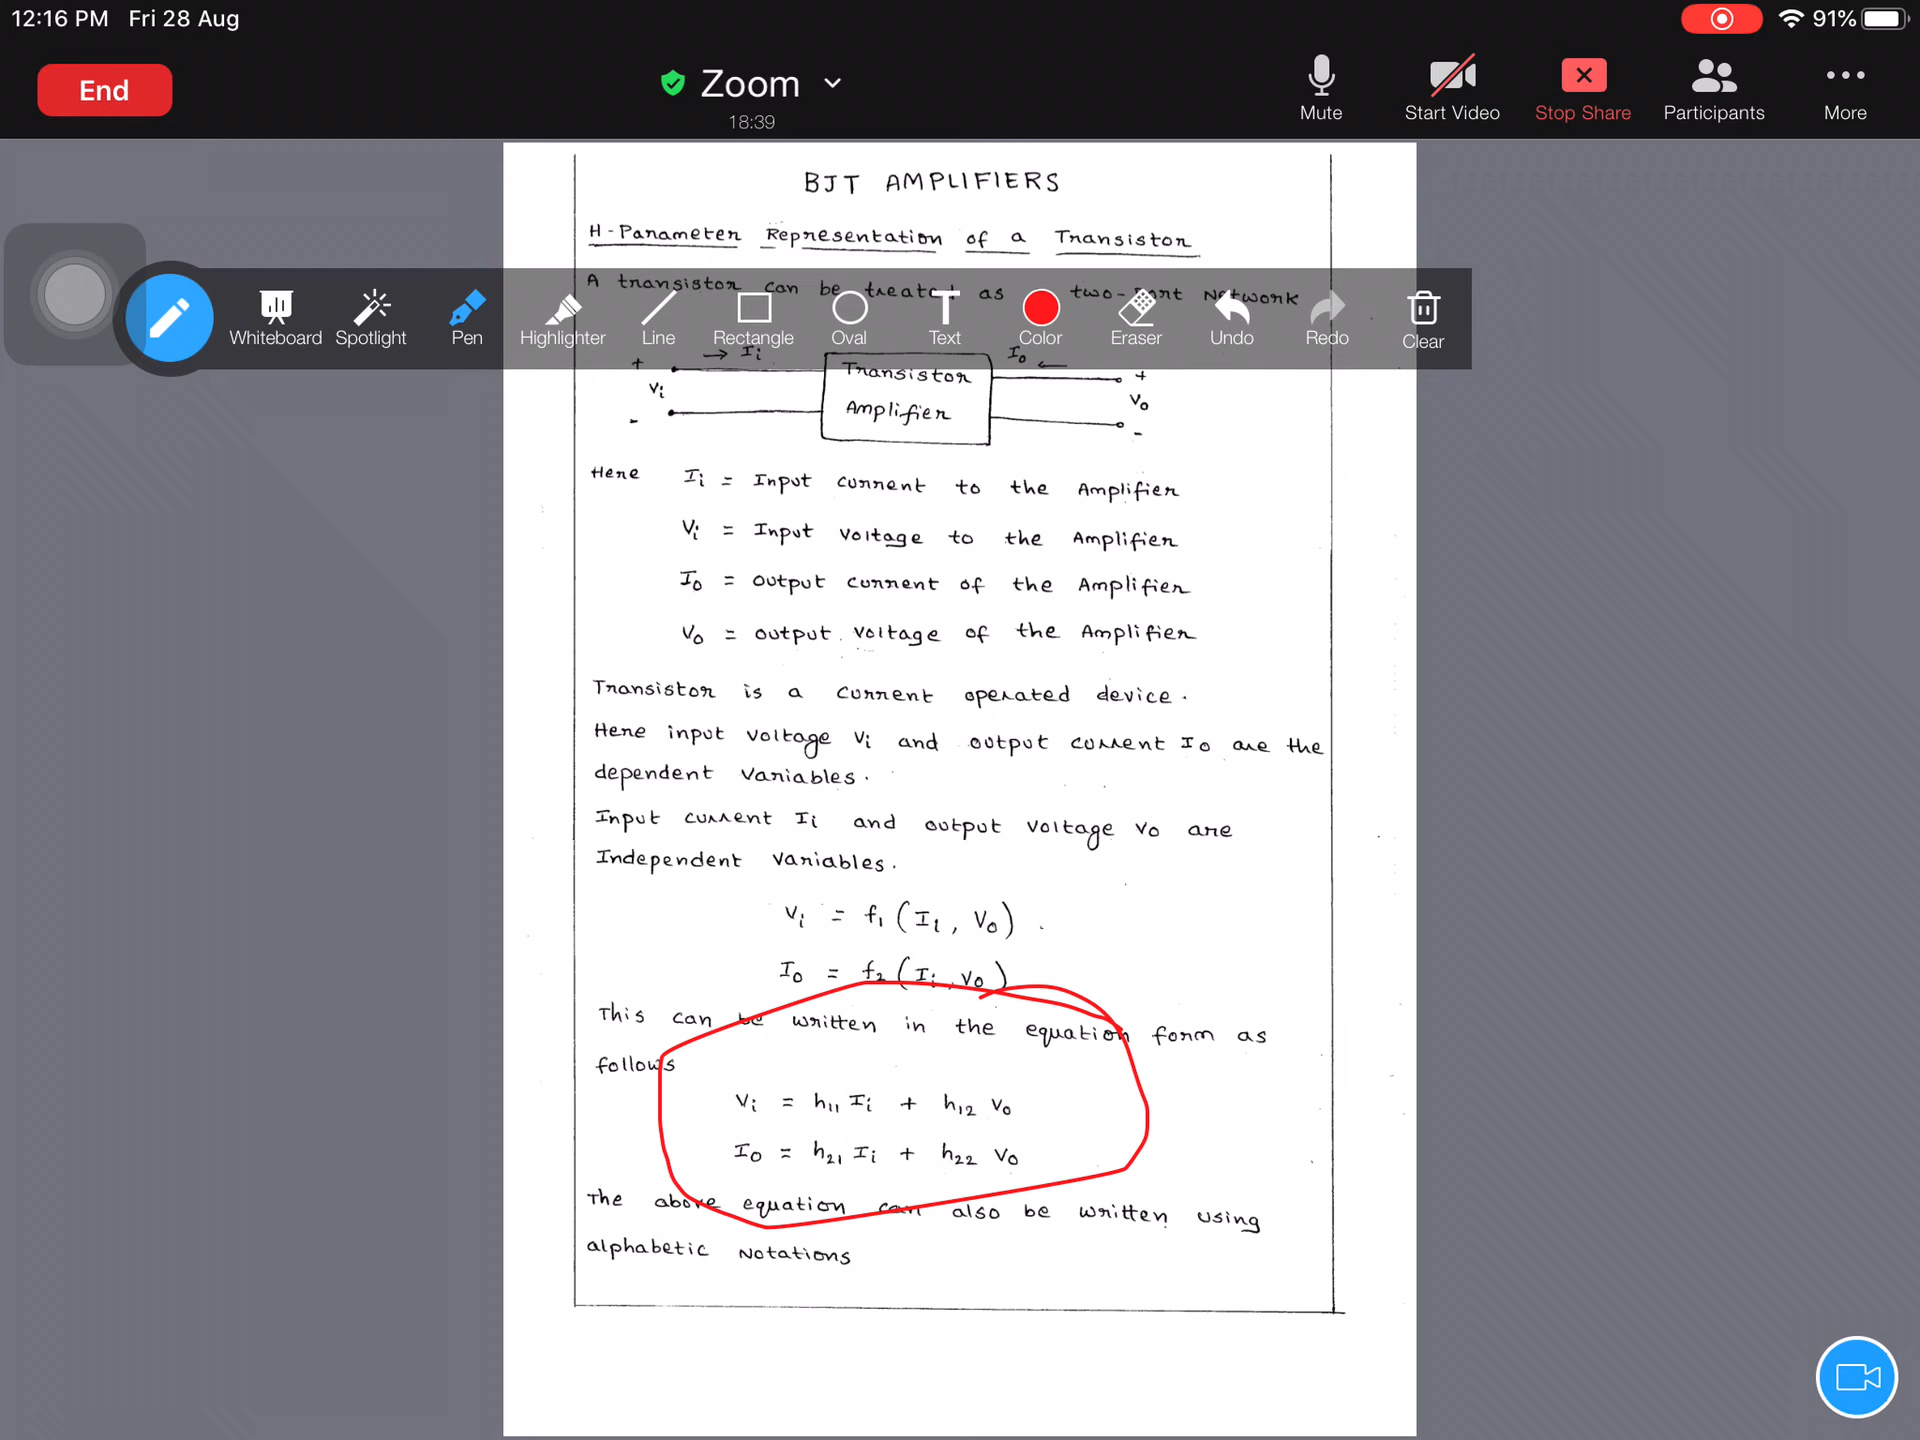 12:16 PM Fri 28 Aug
91%
End
Zoom
18:39
Mute
Start Video
Stop Share
Participants
More
BJT AMPLIFIERS
H-Parameter Representation of a Transistor
A transistor can be treated as two-port Network
Whiteboard
Spotlight
Pen
Highlighter
Line
Rectangle
Oval
Text
Color
Eraser
Undo
Redo
Clear
+ → Ii Transistor Io ← +
Vi Amplifier Vo
- -
Here Ii = Input current to the Amplifier
Vi = Input voltage to the Amplifier
Io = output current of the Amplifier
Vo = output voltage of the Amplifier
Transistor is a current operated device.
Here input voltage Vi and output current Io are the
dependent variables.
Input current Ii and output voltage Vo are
Independent variables.
Vi = f1 (Ii, Vo).
Io = f2 (Ii, Vo)
This can be written in the equation form as
follows
Vi = h11 Ii + h12 Vo
Io = h21 Ii + h22 Vo
The above equation can also be written using
alphabetic Notations